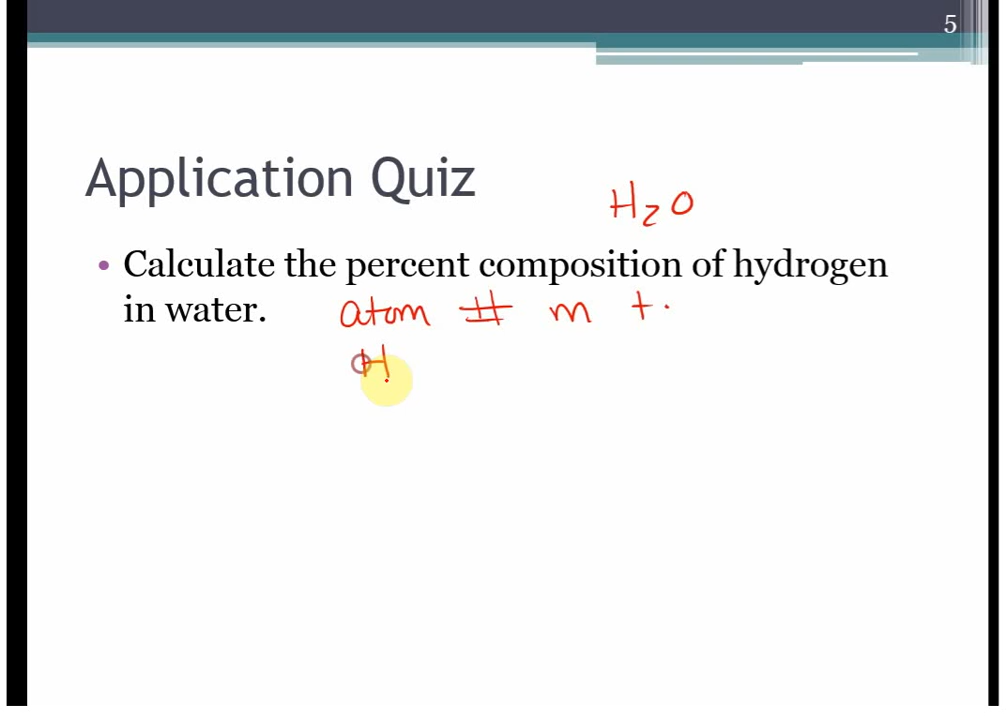 5
Application Quiz
H₂O
• Calculate the percent composition of hydrogen
in water.
atom # m t.
H